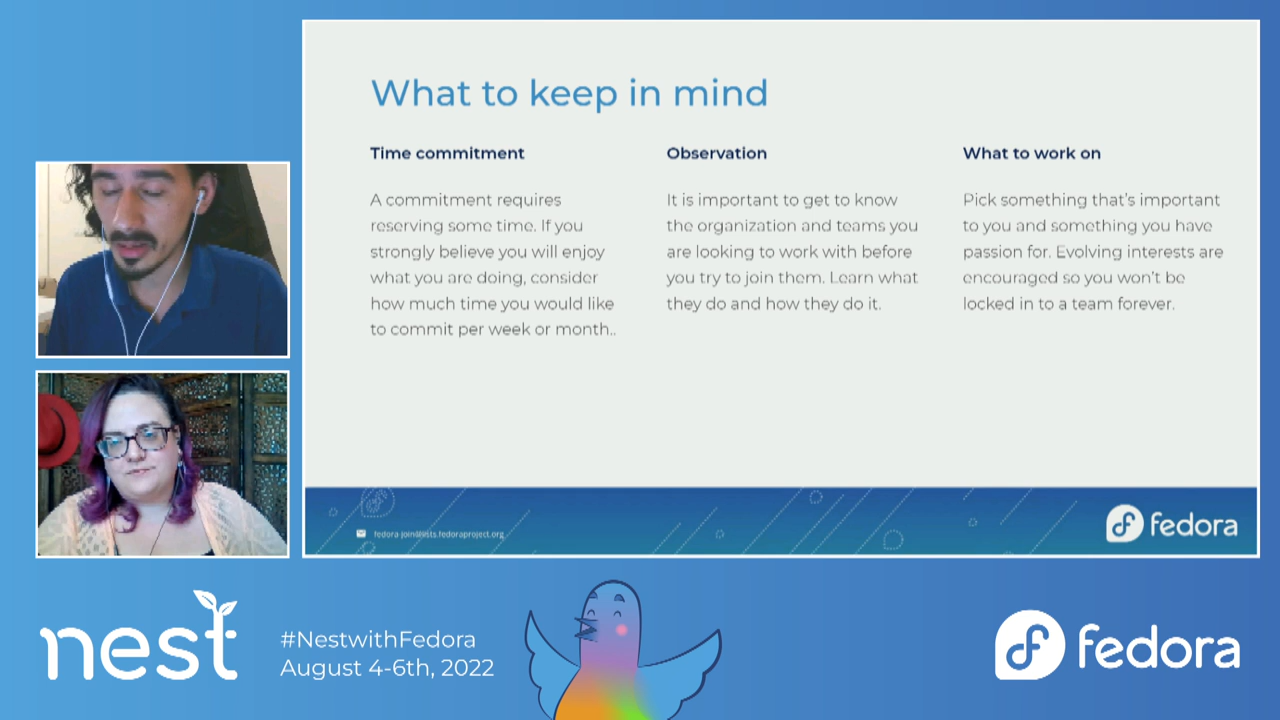 What to keep in mind
Time commitment
A commitment requires
reserving some time. If you
strongly believe you will enjoy
what you are doing, consider
how much time you would like
to commit per week or month..
Observation
It is important to get to know
the organization and teams you
are looking to work with before
you try to join them. Learn what
they do and how they do it.
What to work on
Pick something that's important
to you and something you have
passion for. Evolving interests are
encouraged so you won't be
locked in to a team forever.
fedora-join@lists.fedoraproject.org
fedora
nest
#NestwithFedora
August 4-6th, 2022
fedora